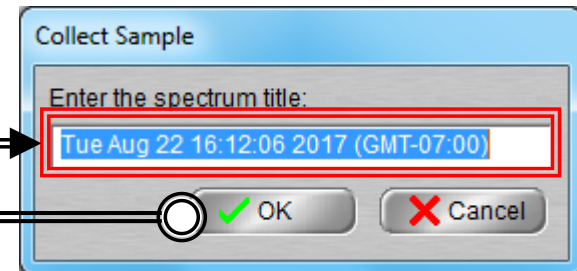 Collect Sample
Enter the spectrum title:
Tue Aug 22 16:12:06 2017 (GMT-07:00)
OK Cancel